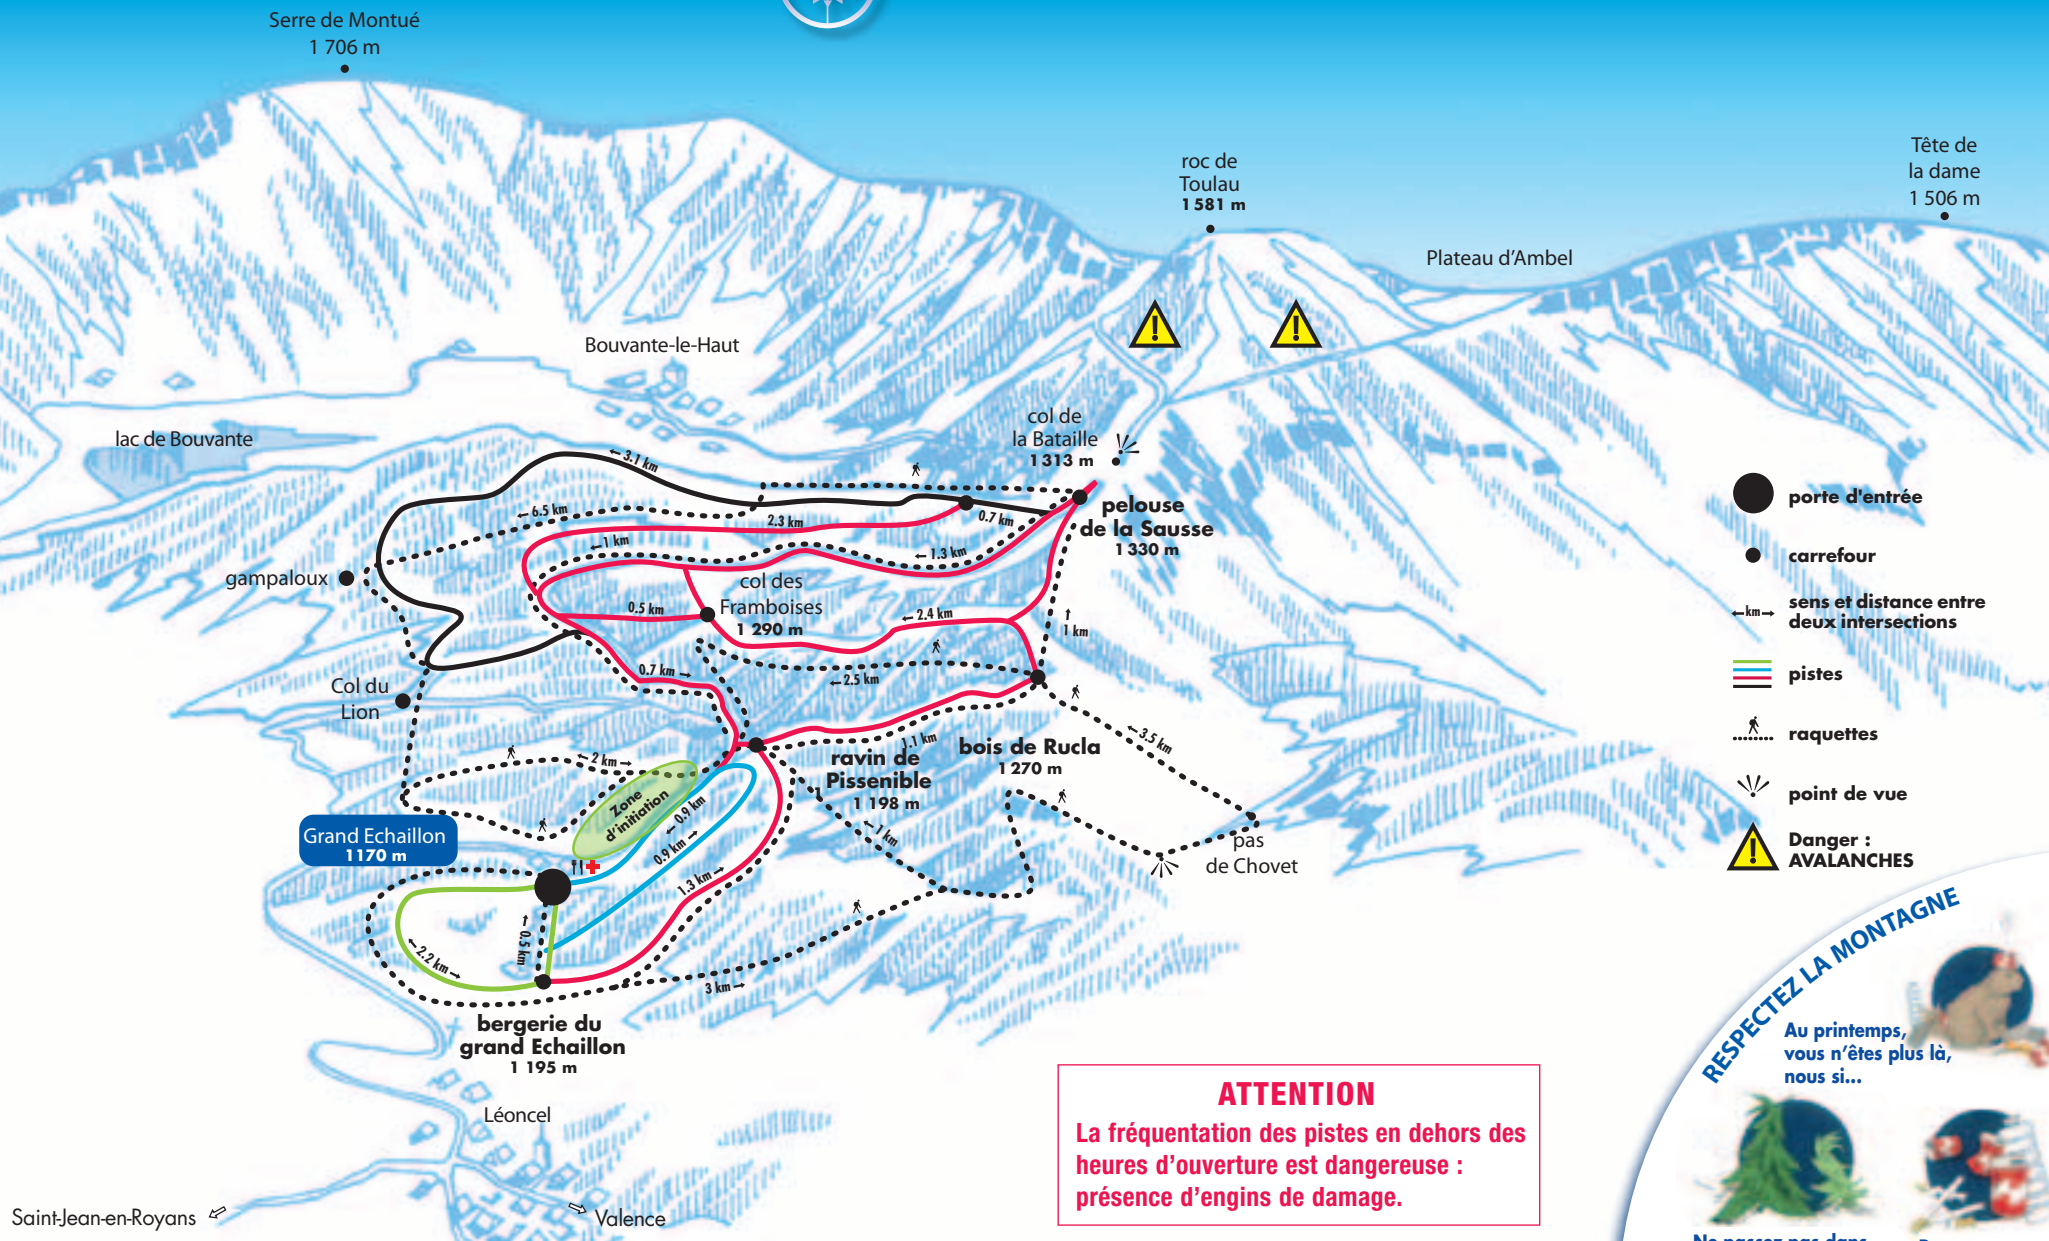 Serre de Montué
1 706 m
roc de
Toulau
1 581 m
Tête de
la dame
1 506 m
Plateau d'Ambel
Bouvante-le-Haut
lac de Bouvante
col de
la Bataille
1 313 m
← 3.1 km
← 6.5 km
2.3 km
0.7 km
pelouse
de la Sausse
1 330 m
← 1 km
← 1.3 km
gampaloux
col des
Framboises
1 290 m
0.5 km
← 2.4 km
↑
1 km
0.7 km →
← 2.5 km
Col du
Lion
← 3.5 km
1.1 km
ravin de
Pissenible
1 198 m
bois de Rucla
1 270 m
← 2 km →
Zone
d'initiation
← 0.9 km
0.9 km →
← 1 km
pas
de Chovet
Grand Echaillon
1170 m
1.3 km →
← 0.5 km
← 2.2 km →
3 km →
bergerie du
grand Echaillon
1 195 m
Léoncel
Saint-Jean-en-Royans
Valence
porte d'entrée
carrefour
←km→
sens et distance entre
deux intersections
pistes
raquettes
point de vue
Danger :
AVALANCHES
ATTENTION
La fréquentation des pistes en dehors des
heures d'ouverture est dangereuse :
présence d'engins de damage.
RESPECTEZ LA MONTAGNE
Au printemps,
vous n'êtes plus là,
nous si...
Ne passez pas dans